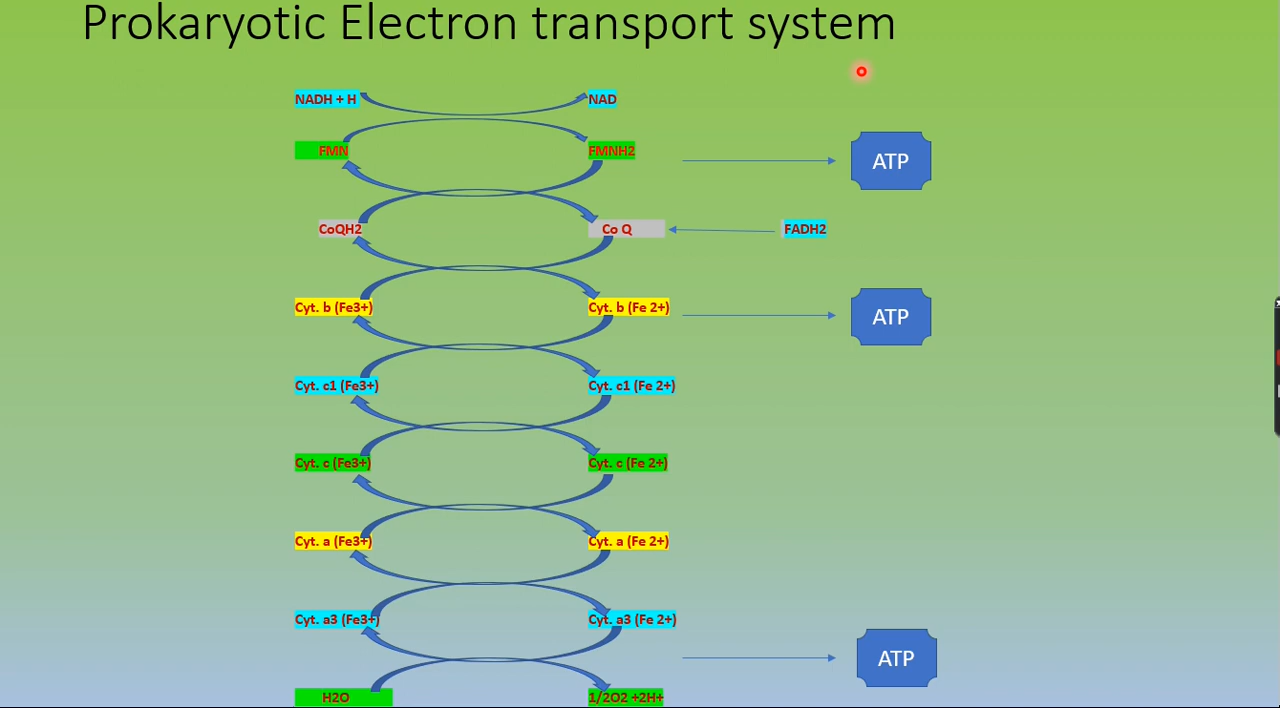 Prokaryotic Electron transport system
NADH + H
NAD
FMN
FMNH2
ATP
CoQH2
Co Q
FADH2
Cyt. b (Fe3+)
Cyt. b (Fe 2+)
ATP
Cyt. c1 (Fe3+)
Cyt. c1 (Fe 2+)
Cyt. c (Fe3+)
Cyt. c (Fe 2+)
Cyt. a (Fe3+)
Cyt. a (Fe 2+)
Cyt. a3 (Fe3+)
Cyt. a3 (Fe 2+)
ATP
H2O
1/2O2 +2H+